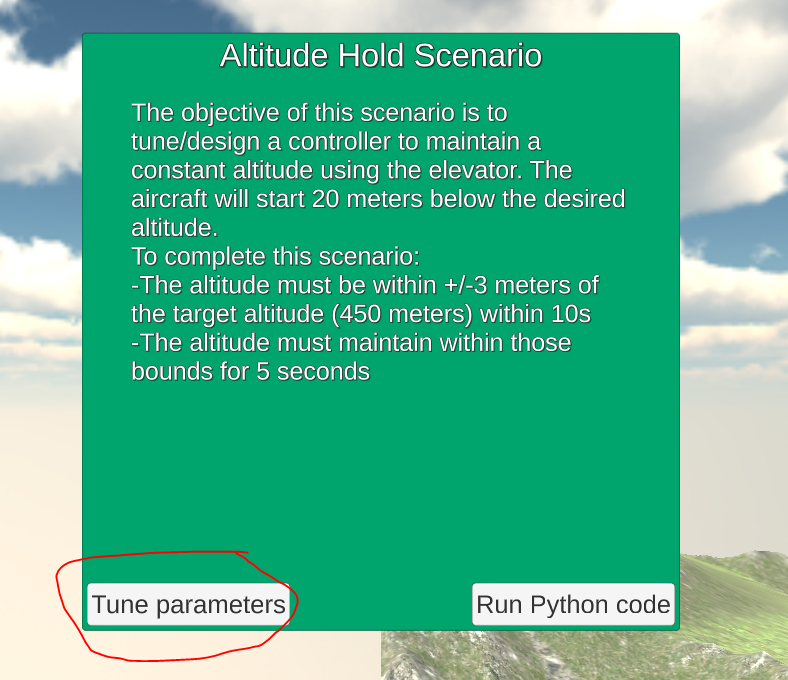 Altitude Hold Scenario
The objective of this scenario is to
tune/design a controller to maintain a
constant altitude using the elevator. The
aircraft will start 20 meters below the desired
altitude.
To complete this scenario:
-The altitude must be within +/-3 meters of
the target altitude (450 meters) within 10s
-The altitude must maintain within those
bounds for 5 seconds
Tune parameters
Run Python code